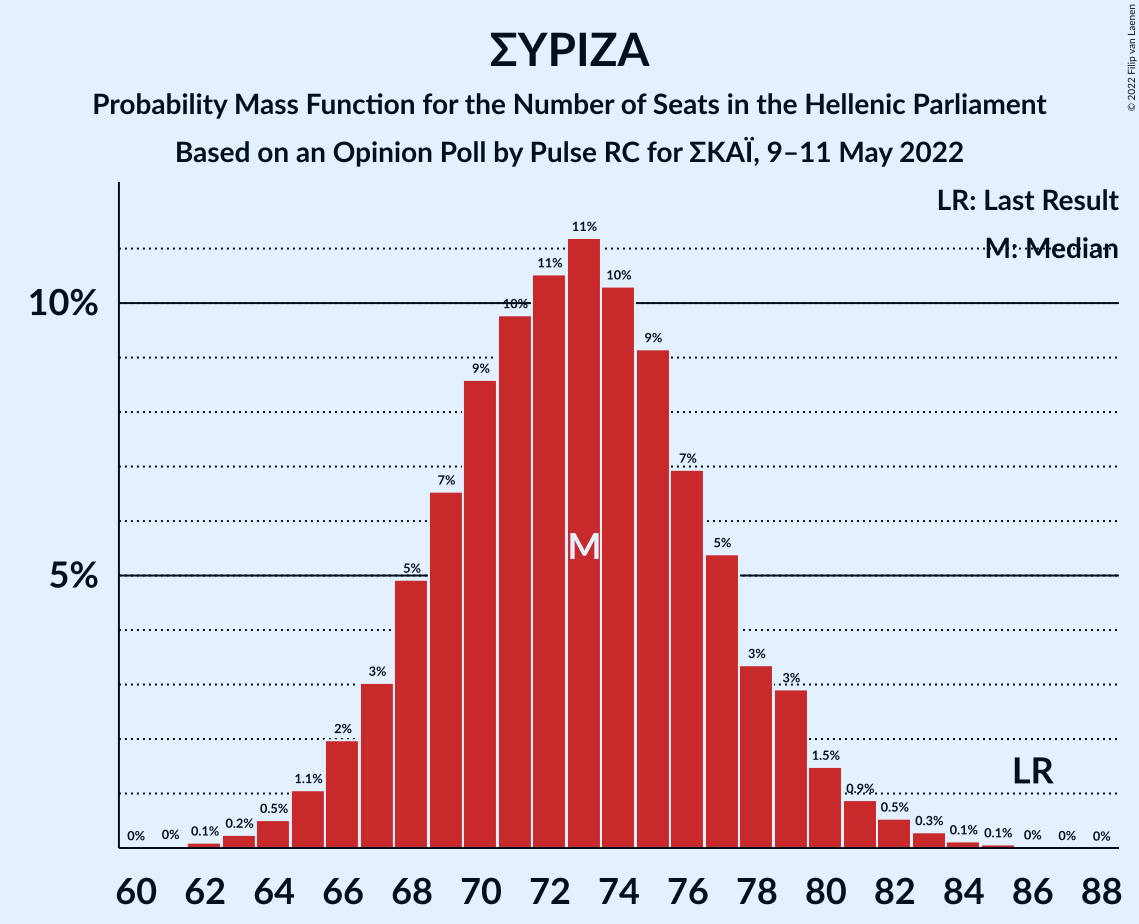 © 2022 Filip van Laenen
ΣΥΡΙΖΑ
Probability Mass Function for the Number of Seats in the Hellenic Parliament
Based on an Opinion Poll by Pulse RC for ΣΚΑΪ, 9–11 May 2022
LR: Last Result
M: Median
11%
11%
10%
10%
10%
9%
9%
7%
7%
M
5%
5%
5%
3%
3%
3%
2%
1.5%
LR
1.1%
0.9%
0.5%
0.5%
0.2%
0.3%
0% 0% 0.1% 0.1% 0.1% 0% 0% 0%
60 62 64 66 68 70 72 74 76 78 80 82 84 86 88